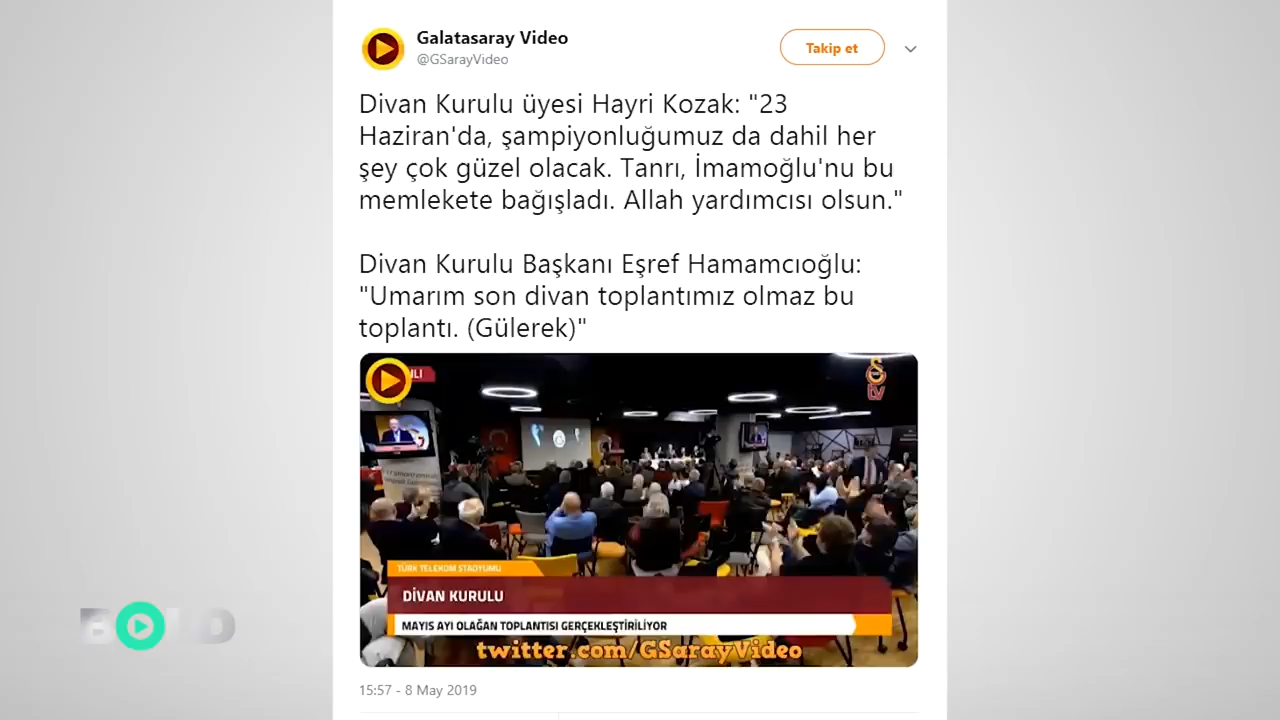 Galatasaray Video
@GSarayVideo
Takip et
Divan Kurulu üyesi Hayri Kozak: "23
Haziran'da, şampiyonluğumuz da dahil her
şey çok güzel olacak. Tanrı, İmamoğlu'nu bu
memlekete bağışladı. Allah yardımcısı olsun."
Divan Kurulu Başkanı Eşref Hamamcıoğlu:
"Umarım son divan toplantımız olmaz bu
toplantı. (Gülerek)"
tv
TÜRK TELEKOM STADYUMU
DİVAN KURULU
MAYIS AYI OLAĞAN TOPLANTISI GERÇEKLEŞTİRİLİYOR
twitter.com/GSarayVideo
BOLD
15:57 - 8 May 2019